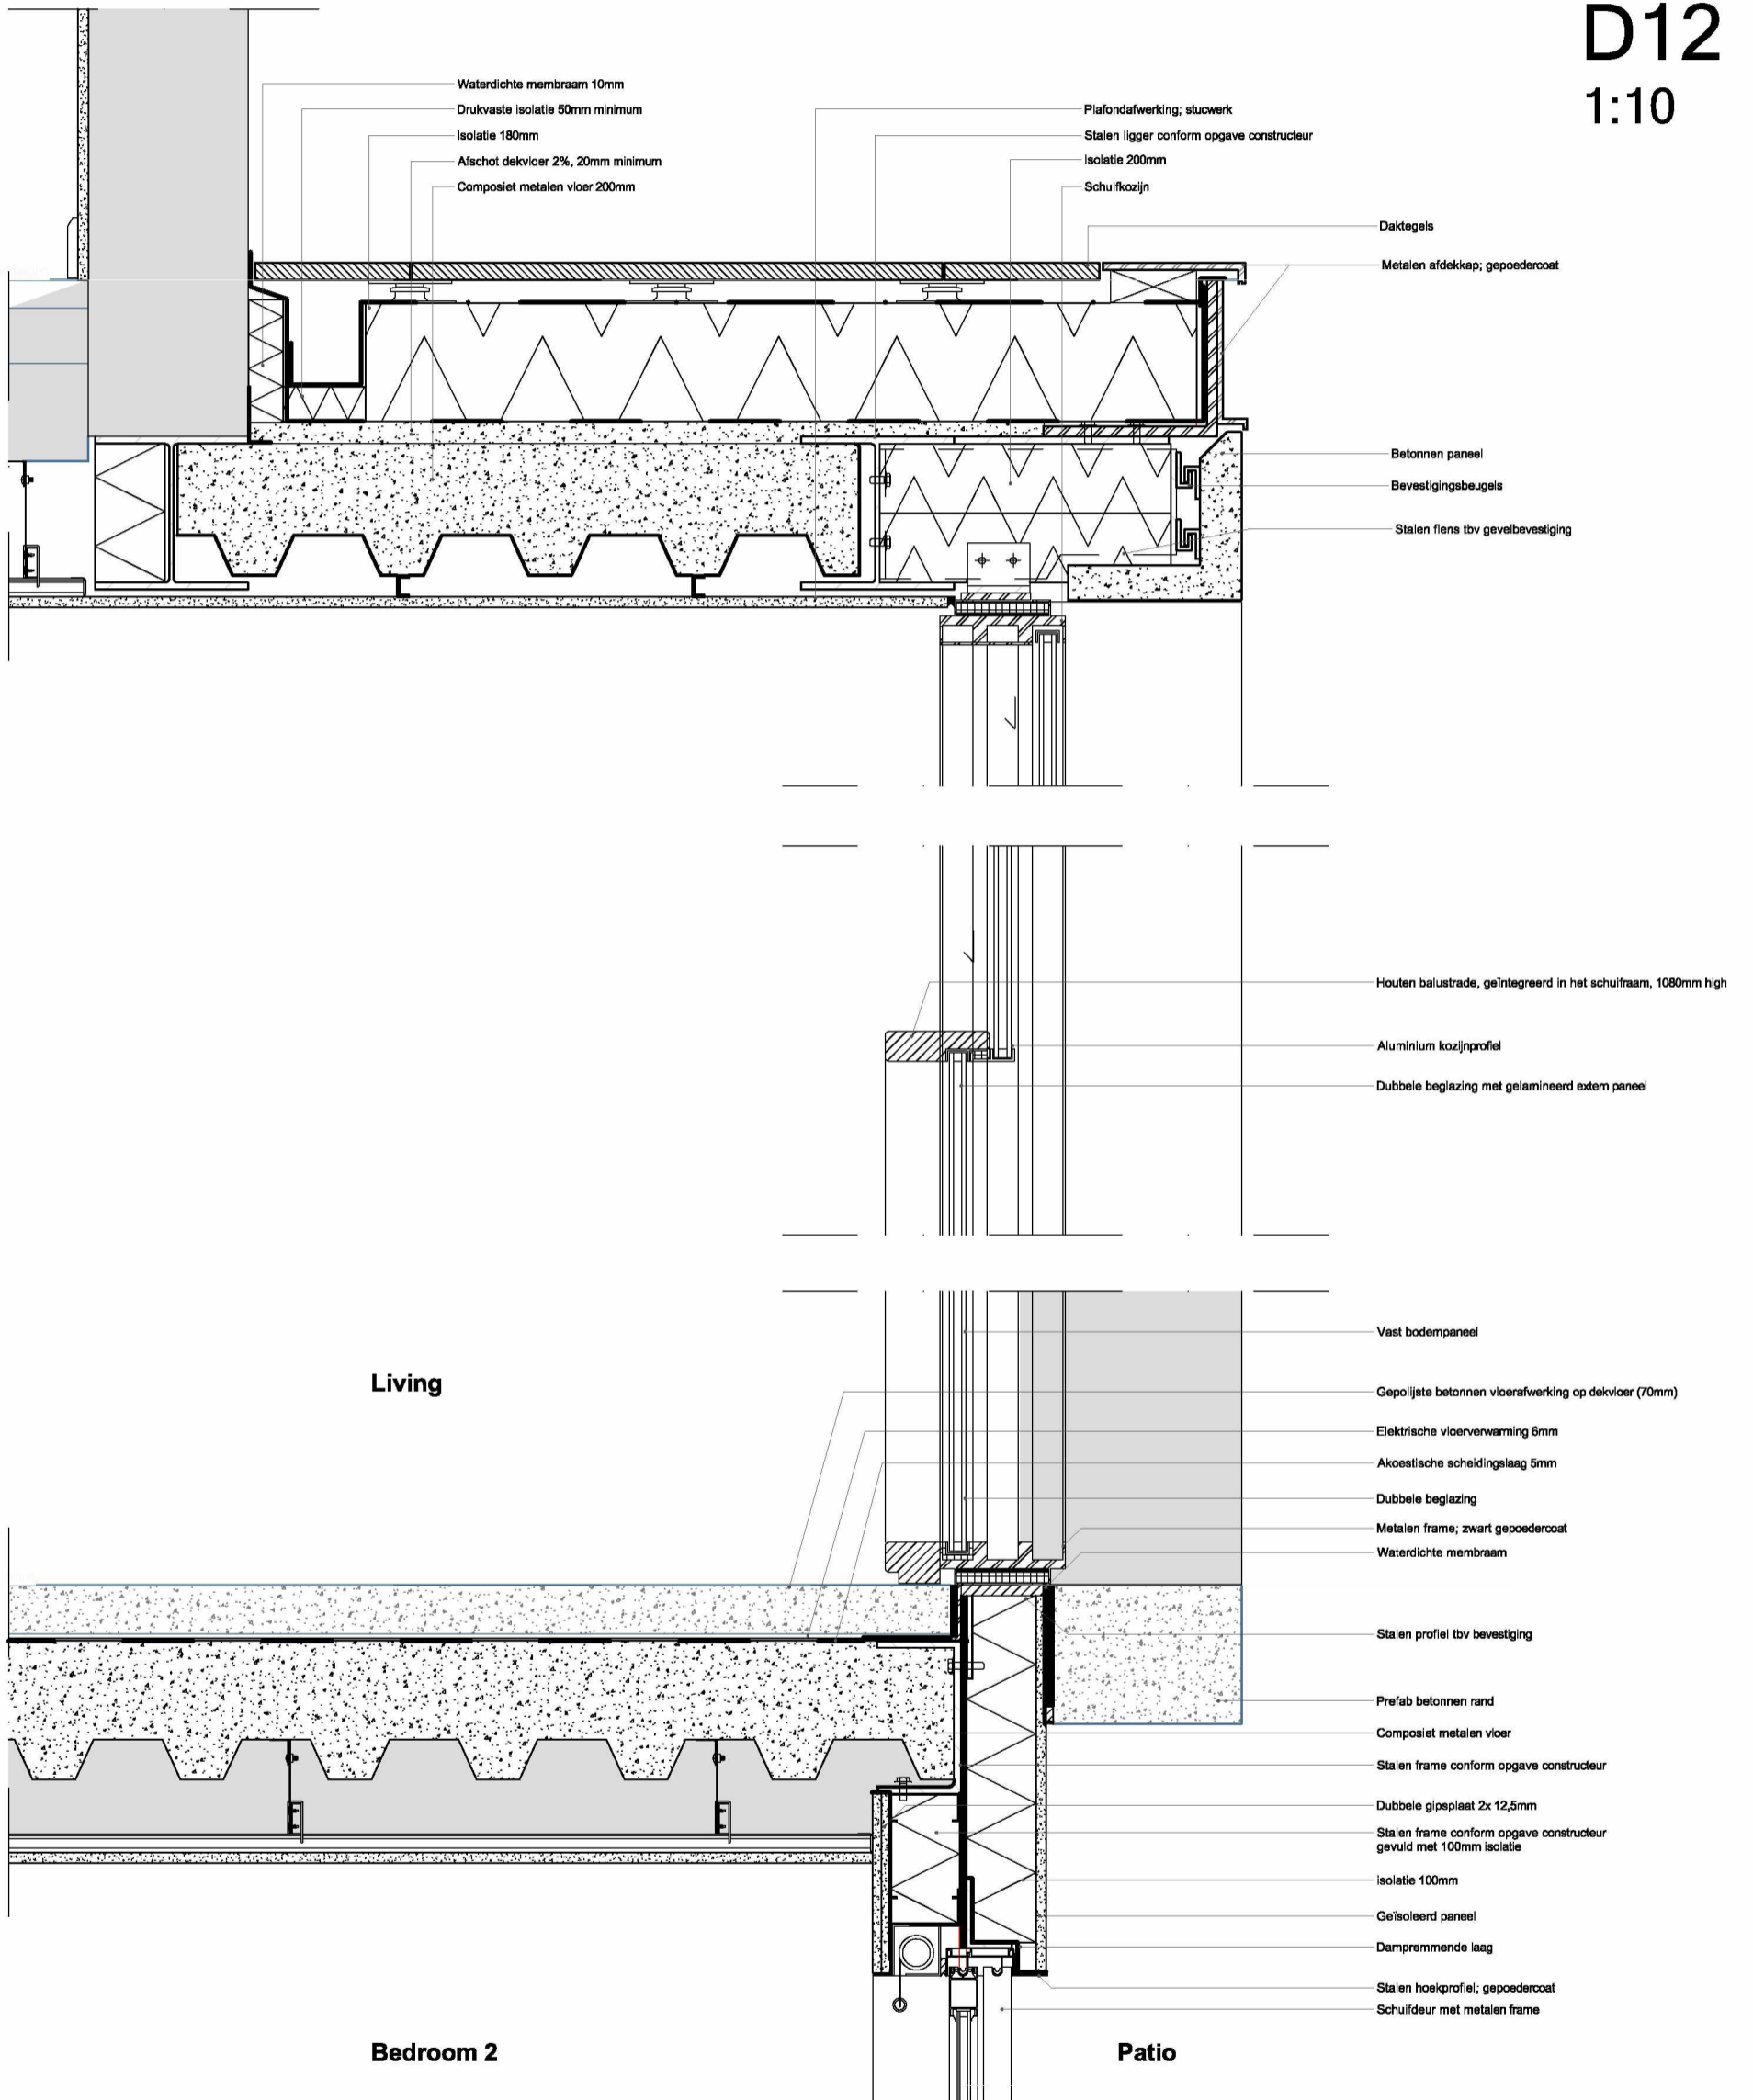 D12
1:10
Waterdichte membraam 10mm
Drukvaste isolatie 50mm minimum
Isolatie 180mm
Afschot dekvloer 2%, 20mm minimum
Composiet metalen vloer 200mm
Plafondafwerking; stucwerk
Stalen ligger conform opgave constructeur
Isolatie 200mm
Schuifkozijn
Daktegels
Metalen afdekkap; gepoedercoat
Betonnen paneel
Bevestigingsbeugels
Stalen flens tbv gevelbevestiging
Houten balustrade, geïntegreerd in het schuifraam, 1080mm high
Aluminium kozijnprofiel
Dubbele beglazing met gelamineerd extern paneel
Vast bodempaneel
Living
Gepolijste betonnen vloerafwerking op dekvloer (70mm)
Elektrische vloerverwarming 6mm
Akoestische scheidingslaag 5mm
Dubbele beglazing
Metalen frame; zwart gepoedercoat
Waterdichte membraam
Stalen profiel tbv bevestiging
Prefab betonnen rand
Composiet metalen vloer
Stalen frame conform opgave constructeur
Dubbele gipsplaat 2x 12,5mm
Stalen frame conform opgave constructeur
gevuld met 100mm isolatie
isolatie 100mm
Geïsoleerd paneel
Dampremmende laag
Stalen hoekprofiel; gepoedercoat
Schuifdeur met metalen frame
Bedroom 2
Patio